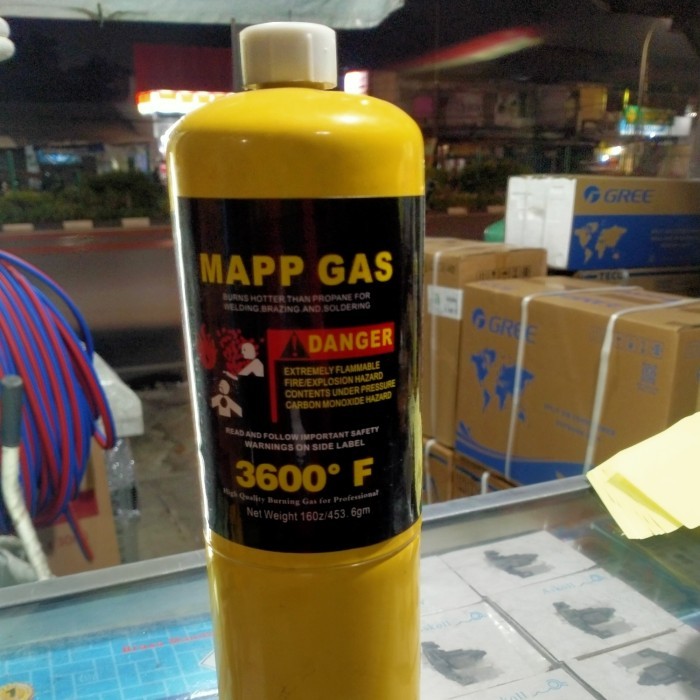 MAPP GAS
BURNS HOTTER THAN PROPANE FOR
WELDING.BRAZING.AND.SOLDERING
DANGER
EXTREMELY FLAMMABLE
FIRE/EXPLOSION HAZARD
CONTENTS UNDER PRESSURE
CARBON MONOXIDE HAZARD
READ AND FOLLOW IMPORTANT SAFETY
WARNINGS ON SIDE LABEL
3600° F
High Quality Burning Gas for Professional
Net Weight 16Oz/453. 6gm
GREE
GREE